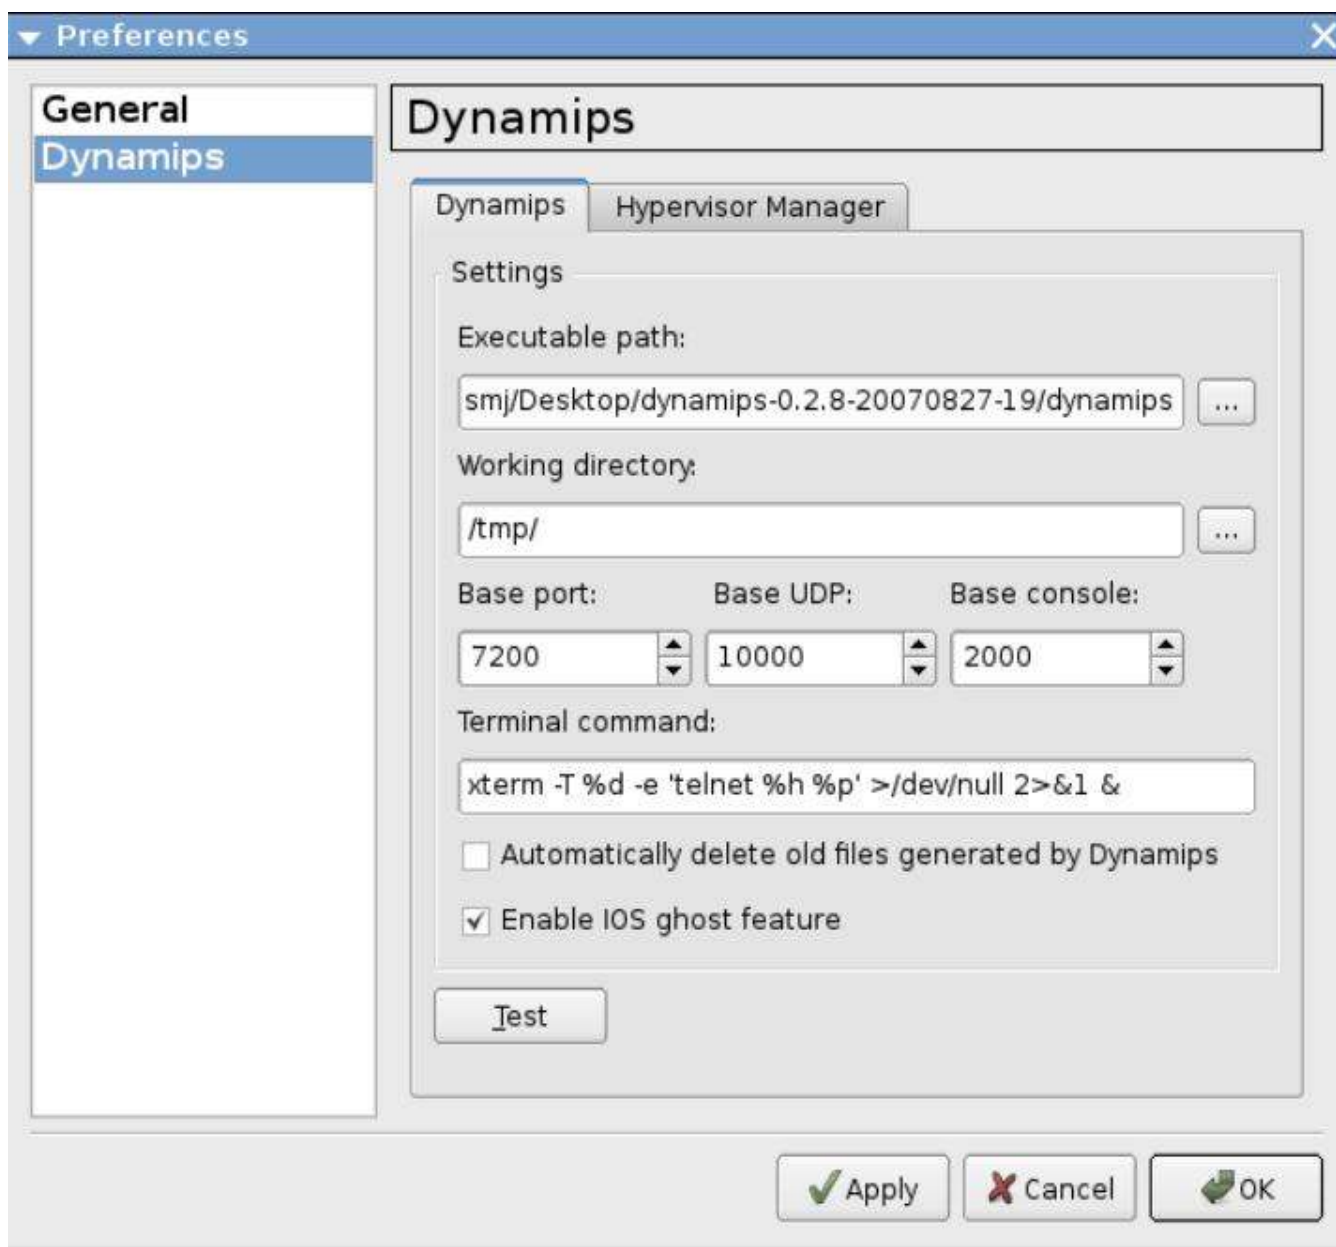 Preferences
General
Dynamips
Dynamips
Dynamips Hypervisor Manager
Settings
Executable path:
smj/Desktop/dynamips-0.2.8-20070827-19/dynamips ...
Working directory:
/tmp/ ...
Base port: Base UDP: Base console:
7200 10000 2000
Terminal command:
xterm -T %d -e 'telnet %h %p' >/dev/null 2>&1 &
Automatically delete old files generated by Dynamips
Enable IOS ghost feature
Test
Apply Cancel OK